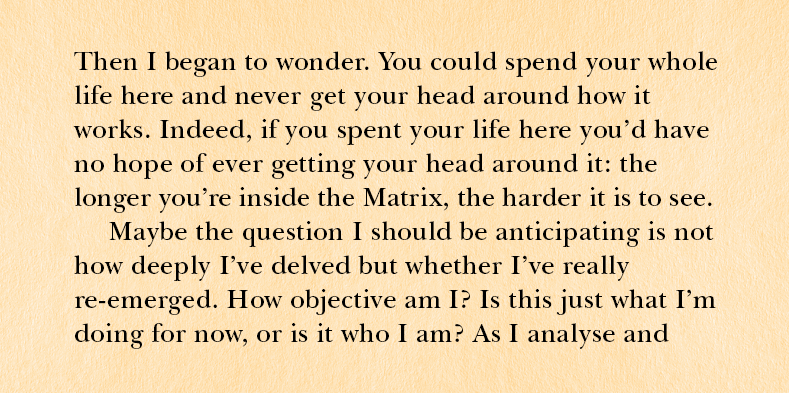 Then I began to wonder. You could spend your whole
life here and never get your head around how it
works. Indeed, if you spent your life here you’d have
no hope of ever getting your head around it: the
longer you’re inside the Matrix, the harder it is to see.
Maybe the question I should be anticipating is not
how deeply I’ve delved but whether I’ve really
re-emerged. How objective am I? Is this just what I’m
doing for now, or is it who I am? As I analyse and